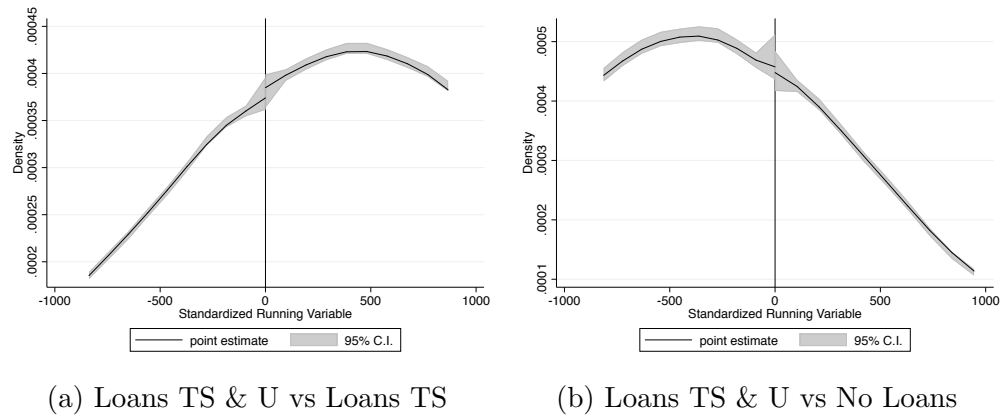 .00045
.0004
.00035
.0003
.00025
.0002
Density
-1000 -500 0 500 1000
Standardized Running Variable
point estimate 95% C.I.
(a) Loans TS & U vs Loans TS
.0005
.0004
.0003
.0002
.0001
Density
-1000 -500 0 500 1000
Standardized Running Variable
point estimate 95% C.I.
(b) Loans TS & U vs No Loans